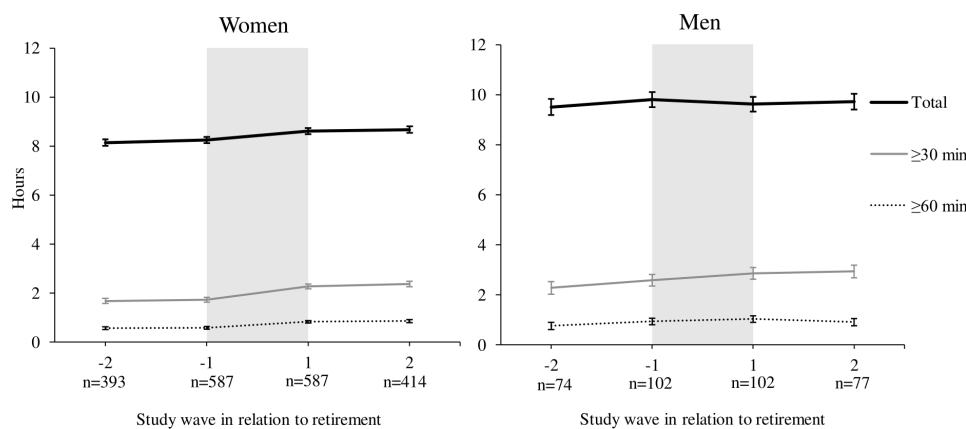 Women
12
10
8
6
4
2
0
Hours
-2 -1 1 2
n=393 n=587 n=587 n=414
Study wave in relation to retirement
Men
12
10
8
6
4
2
0
-2 -1 1 2
n=74 n=102 n=102 n=77
Study wave in relation to retirement
Total
≥30 min
≥60 min